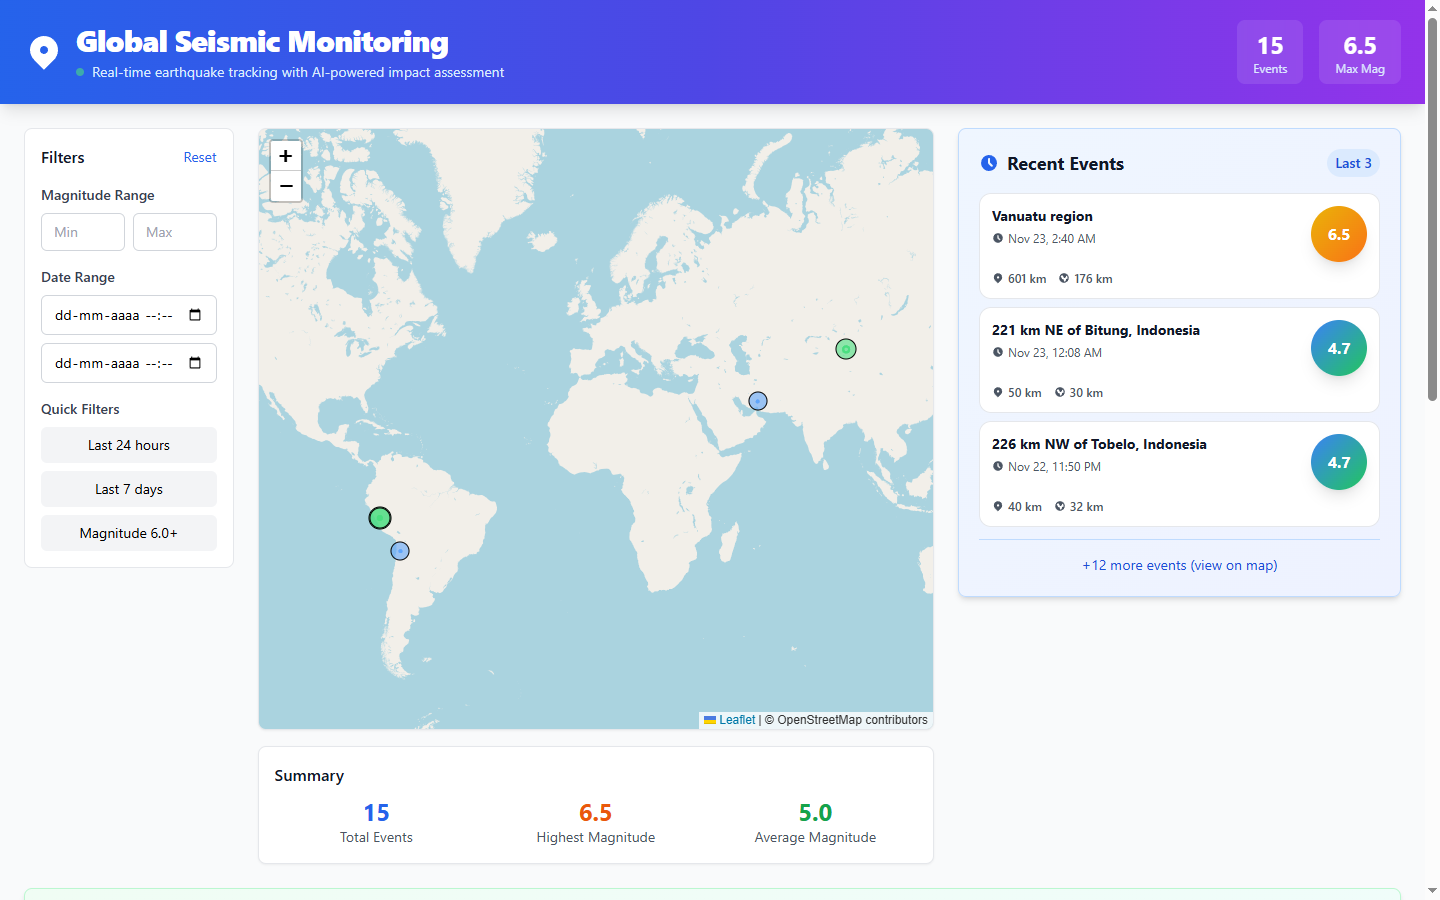 Global Seismic Monitoring
Real-time earthquake tracking with AI-powered impact assessment
15
Events
6.5
Max Mag
Filters
Reset
Magnitude Range
Min
Max
Date Range
dd-mm-aaaa --:--
dd-mm-aaaa --:--
Quick Filters
Last 24 hours
Last 7 days
Magnitude 6.0+
+
−
Leaflet | © OpenStreetMap contributors
Summary
15
Total Events
6.5
Highest Magnitude
5.0
Average Magnitude
Recent Events
Last 3
Vanuatu region
Nov 23, 2:40 AM
601 km
176 km
6.5
221 km NE of Bitung, Indonesia
Nov 23, 12:08 AM
50 km
30 km
4.7
226 km NW of Tobelo, Indonesia
Nov 22, 11:50 PM
40 km
32 km
4.7
+12 more events (view on map)